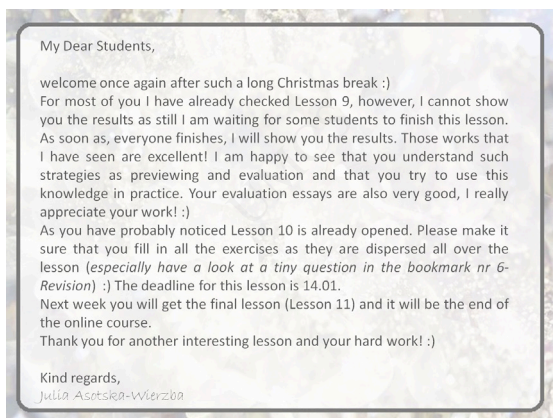 My Dear Students,
welcome once again after such a long Christmas break :)
For most of you I have already checked Lesson 9, however, I cannot show
you the results as still I am waiting for some students to finish this lesson.
As soon as, everyone finishes, I will show you the results. Those works that
I have seen are excellent! I am happy to see that you understand such
strategies as previewing and evaluation and that you try to use this
knowledge in practice. Your evaluation essays are also very good, I really
appreciate your work! :)
As you have probably noticed Lesson 10 is already opened. Please make it
sure that you fill in all the exercises as they are dispersed all over the
lesson (especially have a look at a tiny question in the bookmark nr 6-
Revision) :) The deadline for this lesson is 14.01.
Next week you will get the final lesson (Lesson 11) and it will be the end of
the online course.
Thank you for another interesting lesson and your hard work! :)
Kind regards,
Julia Asotska-Wierzba